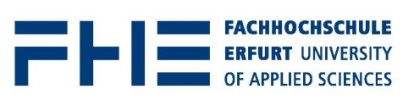 FHE
FACHHOCHSCHULE
ERFURT UNIVERSITY
OF APPLIED SCIENCES